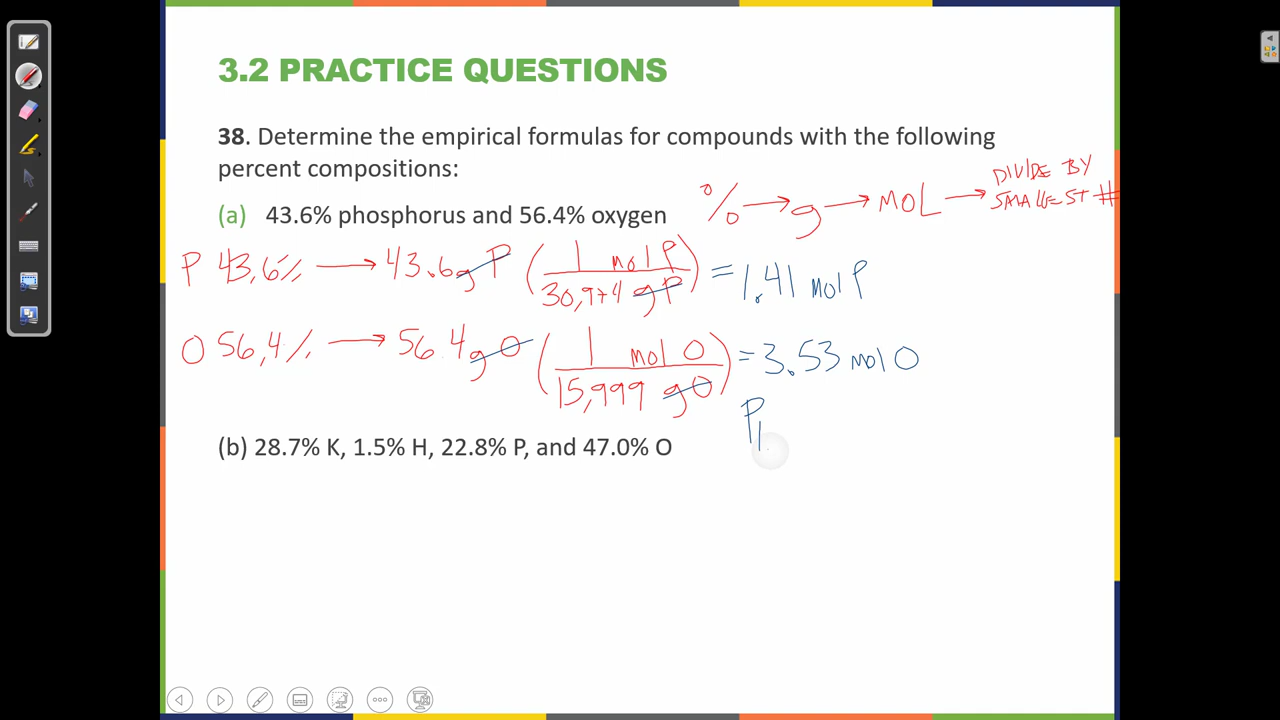 3.2 PRACTICE QUESTIONS
38. Determine the empirical formulas for compounds with the following
percent compositions:
(a) 43.6% phosphorus and 56.4% oxygen
% → g → MOL → DIVIDE BY
SMALLEST #
P 43,6% → 43.6g P ( 1 mol P / 30,974 g P ) = 1.41 mol P
O 56,4% → 56.4g O ( 1 mol O / 15,999 g O ) = 3.53 mol O
P1
(b) 28.7% K, 1.5% H, 22.8% P, and 47.0% O